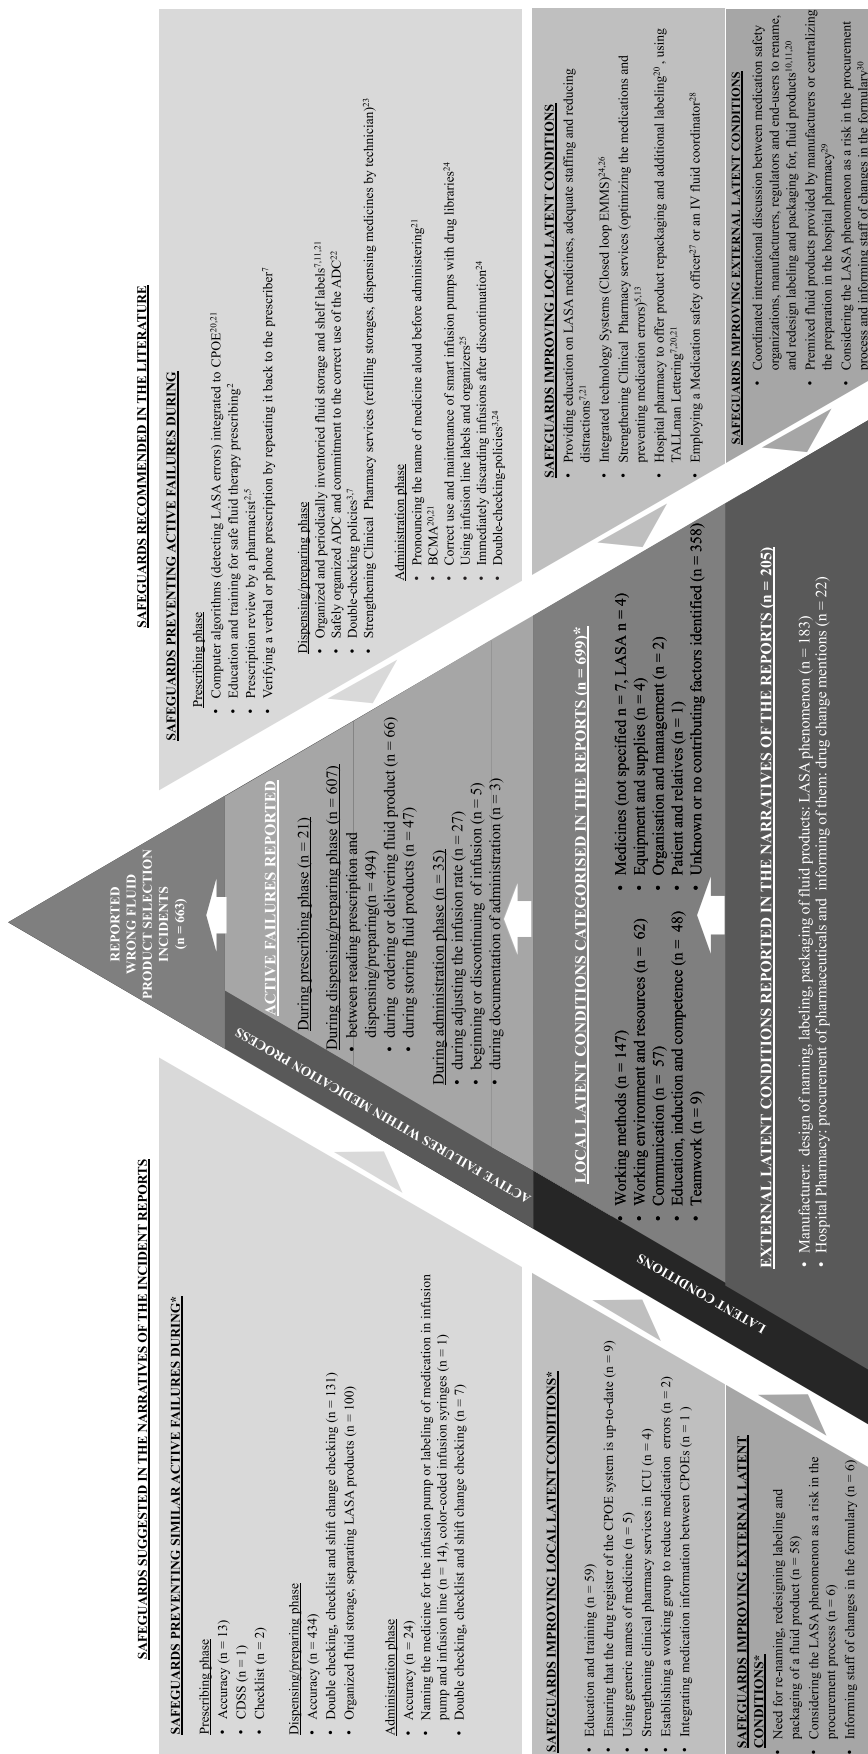 SAFEGUARDS SUGGESTED IN THE NARRATIVES OF THE INCIDENT REPORTS
SAFEGUARDS PREVENTING SIMILAR ACTIVE FAILURES DURING*
Prescribing phase
• Accuracy (n = 13)
• CDSS (n = 1)
• Checklist (n = 2)
Dispensing/preparing phase
• Accuracy (n = 434)
• Double checking, checklist and shift change checking (n = 131)
• Organized fluid storage, separating LASA products (n = 100)
Administration phase
• Accuracy (n = 24)
• Naming the medicine for the infusion pump or labeling of medication in infusion
pump and infusion line (n = 14), color-coded infusion syringes (n = 1)
• Double checking, checklist and shift change checking (n = 7)
SAFEGUARDS IMPROVING LOCAL LATENT CONDITIONS*
• Education and training (n = 59)
• Ensuring that the drug register of the CPOE system is up-to-date (n = 9)
• Using generic names of medicine (n = 5)
• Strengthening clinical pharmacy services in ICU (n = 4)
• Establishing a working group to reduce medication errors (n = 2)
• Integrating medication information between CPOEs (n = 1 )
SAFEGUARDS IMPROVING EXTERNAL LATENT
CONDITIONS*
• Need for re-naming, redesigning labeling and
packaging of a fluid product (n = 58)
• Considering the LASA phenomenon as a risk in the
procurement process (n = 6)
• Informing staff of changes in the formulary (n = 6)
REPORTED
WRONG FLUID
PRODUCT SELECTION
INCIDENTS
(n = 663)
ACTIVE FAILURES WITHIN MEDICATION PROCESS
ACTIVE FAILURES REPORTED
During prescribing phase (n = 21)
During dispensing/preparing phase (n = 607)
• between reading prescription and
dispensing/preparing(n = 494)
• during ordering or delivering fluid product (n = 66)
• during storing fluid products (n = 47)
During administration phase (n = 35)
• during adjusting the infusion rate (n = 27)
• beginning or discontinuing of infusion (n = 5)
• during documentation of administration (n = 3)
LATENT CONDITIONS
LOCAL LATENT CONDITIONS CATEGORISED IN THE REPORTS (n = 699)*
• Working methods (n = 147)
• Working environment and resources (n = 62)
• Communication (n = 57)
• Education, induction and competence (n = 48)
• Teamwork (n = 9)
• Medicines (not specified n = 7, LASA n = 4)
• Equipment and supplies (n = 4)
• Organisation and management (n = 2)
• Patient and relatives (n = 1)
• Unknown or no contributing factors identified (n = 358)
EXTERNAL LATENT CONDITIONS REPORTED IN THE NARRATIVES OF THE REPORTS (n = 205)
• Manufacturer: design of naming, labeling, packaging of fluid products: LASA phenomenon (n = 183)
• Hospital Pharmacy: procurement of pharmaceuticals and informing of them: drug change mentions (n = 22)
SAFEGUARDS RECOMMENDED IN THE LITERATURE
SAFEGUARDS PREVENTING ACTIVE FAILURES DURING
Prescribing phase
• Computer algorithms (detecting LASA errors) integrated to CPOE20,21
• Education and training for safe fluid therapy prescribing2
• Prescription review by a pharmacist2,5
• Verifying a verbal or phone prescription by repeating it back to the prescriber7
Dispensing/preparing phase
• Organized and periodically inventoried fluid storage and shelf labels7,11,21
• Safely organized ADC and commitment to the correct use of the ADC22
• Double-checking policies3,7
• Strengthening Clinical Pharmacy services (refilling storages, dispensing medicines by technician)23
Administration phase
• Pronouncing the name of medicine aloud before administering21
• BCMA20,21
• Correct use and maintenance of smart infusion pumps with drug libraries24
• Using infusion line labels and organizers25
• Immediately discarding infusions after discontinuation24
• Double-checking-policies3,24
SAFEGUARDS IMPROVING LOCAL LATENT CONDITIONS
• Providing education on LASA medicines, adequate staffing and reducing
distractions7,21
• Integrated technology Systems (Closed loop EMMS)24,26
• Strengthening Clinical Pharmacy services (optimizing the medications and
preventing medication errors)5,13
• Hospital pharmacy to offer product repackaging and additional labeling20 , using
TALLman Lettering7,20,21
• Employing a Medication safety officer27 or an IV fluid coordinator28
SAFEGUARDS IMPROVING EXTERNAL LATENT CONDITIONS
• Coordinated international discussion between medication safety
organizations, manufacturers, regulators and end-users to rename,
and redesign labeling and packaging for, fluid products10,11,20
• Premixed fluid products provided by manufacturers or centralizing
the preparation in the hospital pharmacy29
• Considering the LASA phenomenon as a risk in the procurement
process and informing staff of changes in the formulary30